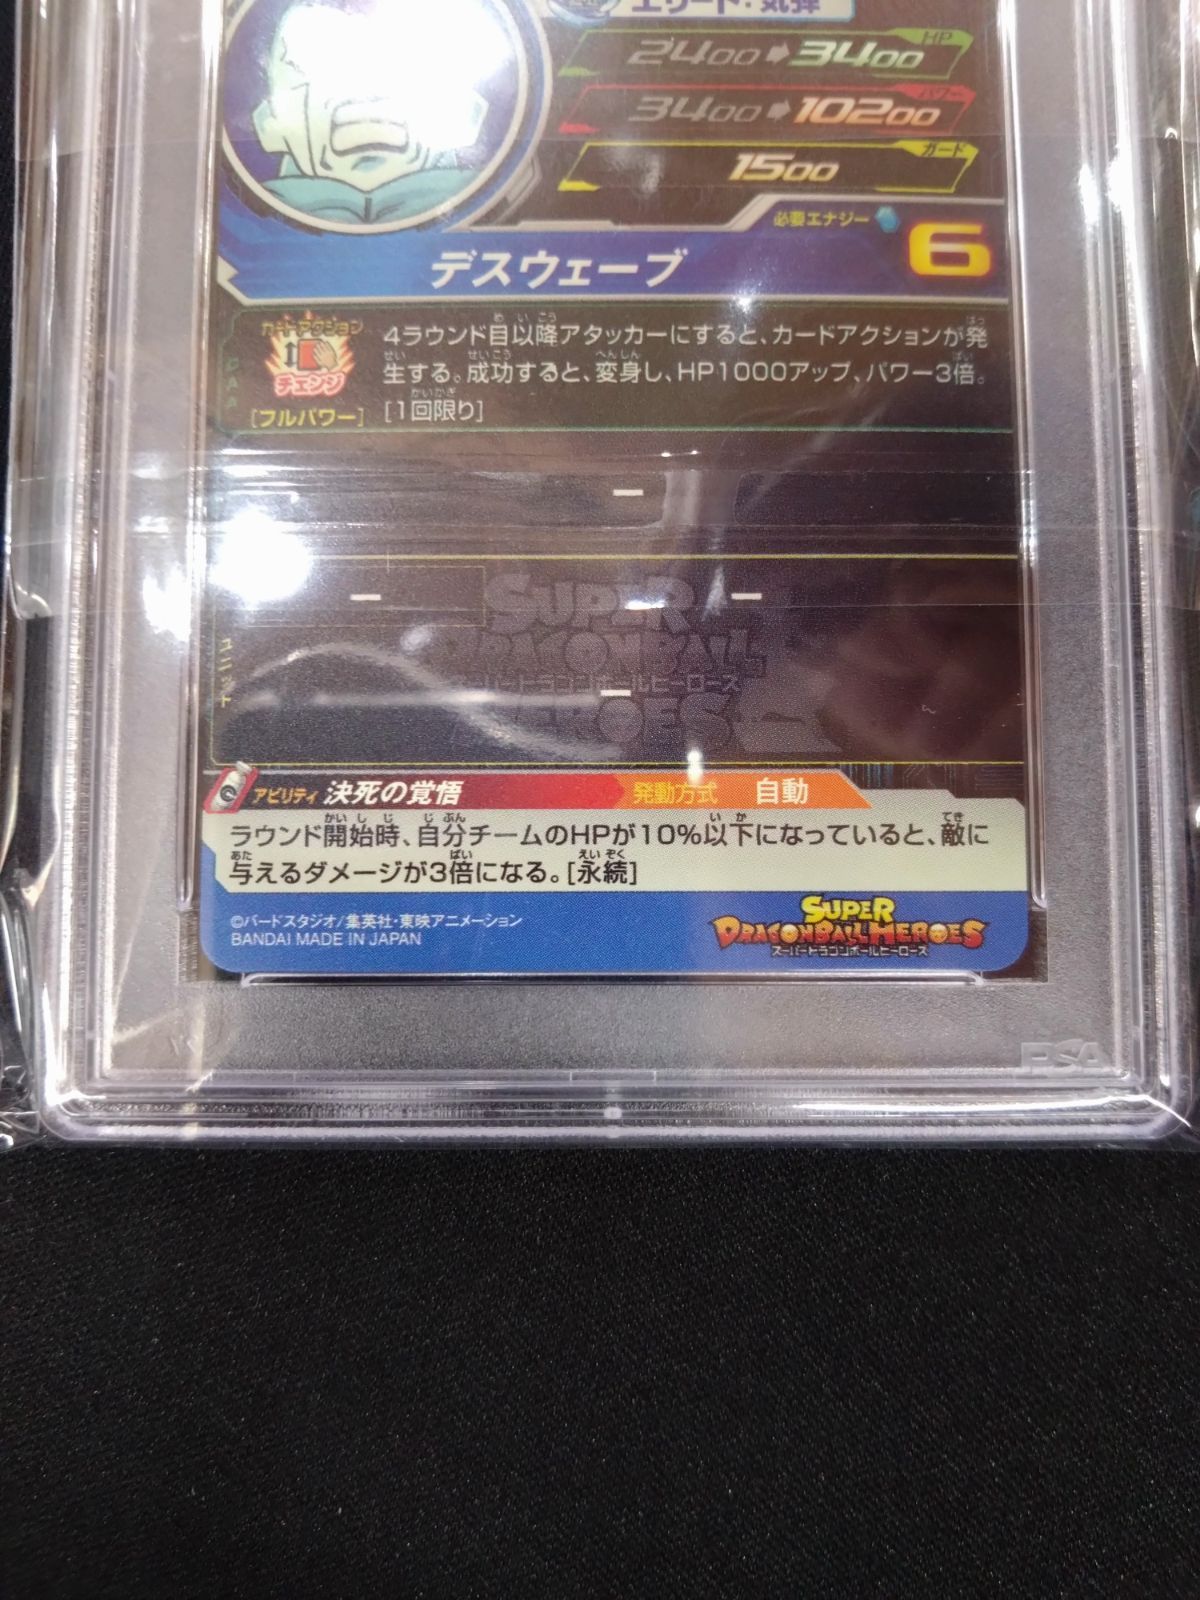 エリート・気弾
HP
2400 3400
パワー
3400 10200
ガード
1500
必要エナジー
6
デスウェーブ
カードアクション
チェンジ
[フルパワー]
4ラウンド目以降アタッカーにすると、カードアクションが発
生する。成功すると、変身し、HP1000アップ、パワー3倍。
[1回限り]
ー
ー ー
ユニット
ー
SUPER
DRAGONBALL
スーパードラゴンボールヒーローズ
HEROES
アビリティ 決死の覚悟 発動方式 自動
ラウンド開始時、自分チームのHPが10%以下になっていると、敵に
与えるダメージが3倍になる。[永続]
©バードスタジオ/集英社・東映アニメーション
BANDAI MADE IN JAPAN
SUPER
DRAGONBALL HEROES
スーパードラゴンボールヒーローズ
PSA